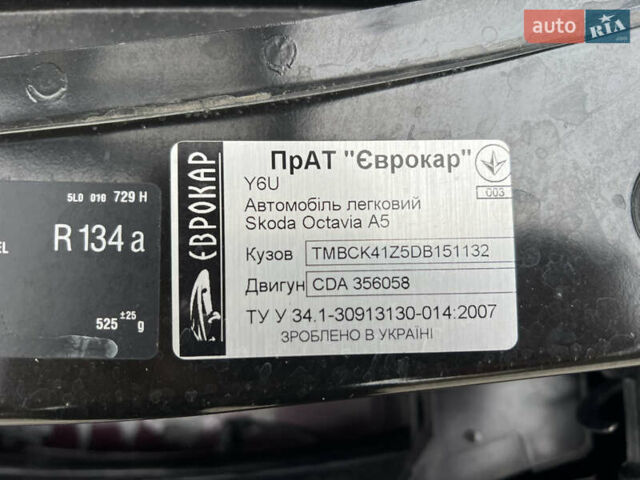 auto RIA.com
ПрАТ "Єврокар"
Y6U
003
Автомобіль легковий
Skoda Octavia A5
Кузов TMBCK41Z5DB151132
Двигун CDA 356058
ТУ У 34.1-30913130-014:2007
ЗРОБЛЕНО В УКРАЇНІ
ЄВРОКАР
5L0 010 729 H
R 134 a
525 ±25 g